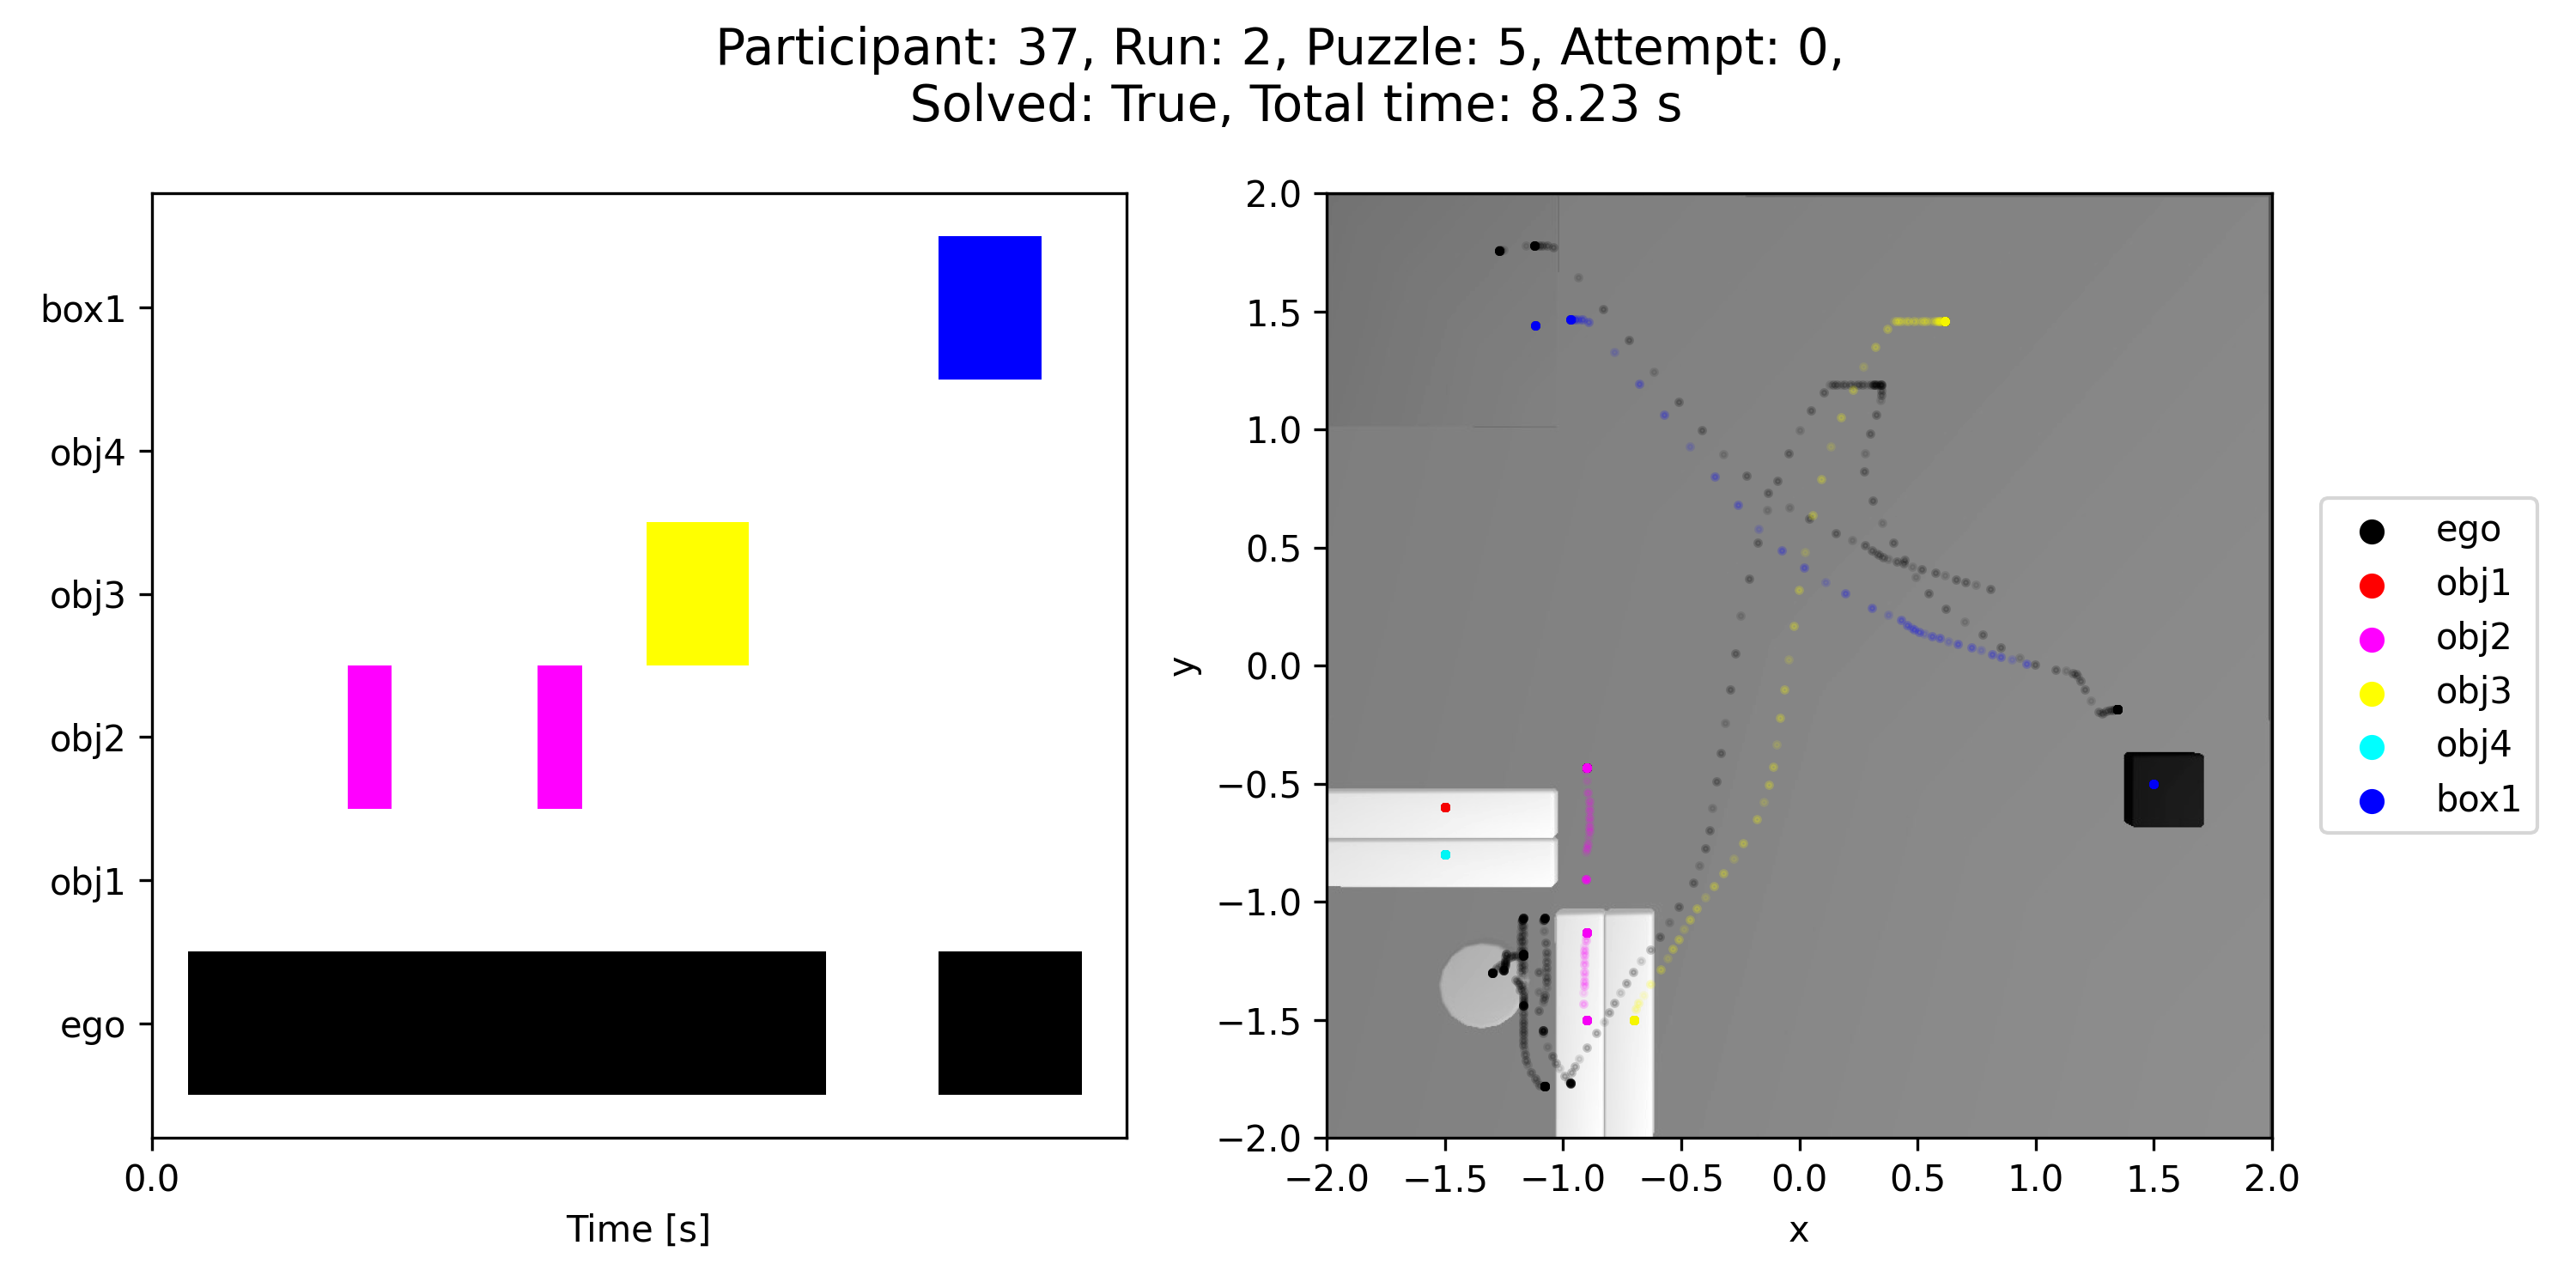 Participant: 37, Run: 2, Puzzle: 5, Attempt: 0,
Solved: True, Total time: 8.23 s
box1
obj4
obj3
obj2
obj1
ego
0.0
Time [s]
2.0
1.5
1.0
0.5
0.0
−0.5
−1.0
−1.5
−2.0
y
−2.0 −1.5 −1.0 −0.5 0.0 0.5 1.0 1.5 2.0
x
ego
obj1
obj2
obj3
obj4
box1